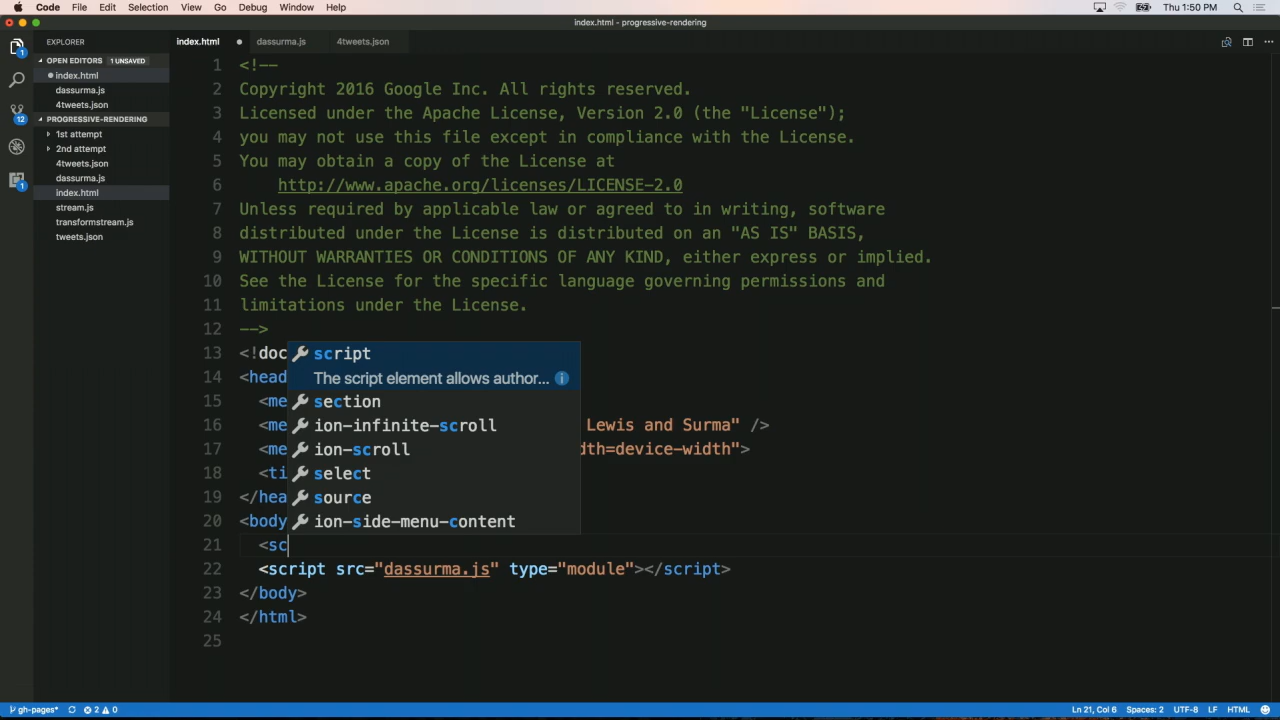 Code File Edit Selection View Go Debug Window Help Thu 1:50 PM
index.html - progressive-rendering
EXPLORER
index.html dassurma.js 4tweets.json
OPEN EDITORS 1 UNSAVED
index.html
dassurma.js
4tweets.json
PROGRESSIVE-RENDERING
1st attempt
2nd attempt
4tweets.json
dassurma.js
index.html
stream.js
transformstream.js
tweets.json
1
12
1
1 <!--
2 Copyright 2016 Google Inc. All rights reserved.
3 Licensed under the Apache License, Version 2.0 (the "License");
4 you may not use this file except in compliance with the License.
5 You may obtain a copy of the License at
6 http://www.apache.org/licenses/LICENSE-2.0
7 Unless required by applicable law or agreed to in writing, software
8 distributed under the License is distributed on an "AS IS" BASIS,
9 WITHOUT WARRANTIES OR CONDITIONS OF ANY KIND, either express or implied.
10 See the License for the specific language governing permissions and
11 limitations under the License.
12 -->
13 <!doc
14 <head
15 <me
16 <me Lewis and Surma" />
17 <me dth=device-width">
18 <ti
19 </hea
20 <body
21 <sc
22 <script src="dassurma.js" type="module"></script>
23 </body>
24 </html>
25
script
The script element allows author...
section
ion-infinite-scroll
ion-scroll
select
source
ion-side-menu-content
gh-pages* 2 0 Ln 21, Col 6 Spaces: 2 UTF-8 LF HTML